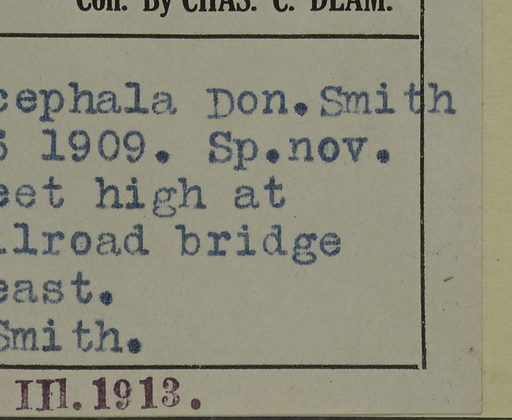 Coll. By CHAS. C. DEAM.
cephala Don.Smith
1909. Sp.nov.
eet high at
lroad bridge
east.
Smith.
III.1913.